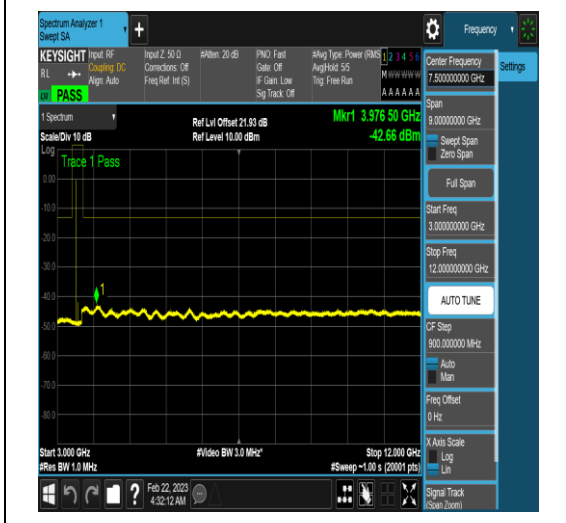 Spectrum Analyzer 1
Swept SA
+
Frequency
KEYSIGHT
Input: RF
Input Z: 50 Ω
#Atten: 20 dB
PNO: Fast
#Avg Type: Power (RMS
1 2 3 4 5 6
RL
Coupling: DC
Corrections: Off
Gate: Off
Avg|Hold: 5/5
M W W W W W
Align: Auto
Freq Ref: Int (S)
IF Gain: Low
Trig: Free Run
Sig Track: Off
A A A A A A
PASS
1 Spectrum
Ref Lvl Offset 21.93 dB
Mkr1 3.976 50 GHz
Scale/Div 10 dB
Ref Level 10.00 dBm
-42.66 dBm
Log
Trace 1 Pass
0.00
-10.0
-20.0
-30.0
-40.0
1
-50.0
-60.0
-70.0
-80.0
Start 3.000 GHz
#Video BW 3.0 MHz*
Stop 12.000 GHz
#Res BW 1.0 MHz
#Sweep ~1.00 s (20001 pts)
?
Feb 22, 2023
4:32:12 AM
Center Frequency
7.500000000 GHz
Settings
Span
9.00000000 GHz
Swept Span
Zero Span
Full Span
Start Freq
3.000000000 GHz
Stop Freq
12.000000000 GHz
AUTO TUNE
CF Step
900.000000 MHz
Auto
Man
Freq Offset
0 Hz
X Axis Scale
Log
Lin
Signal Track
(Span Zoom)